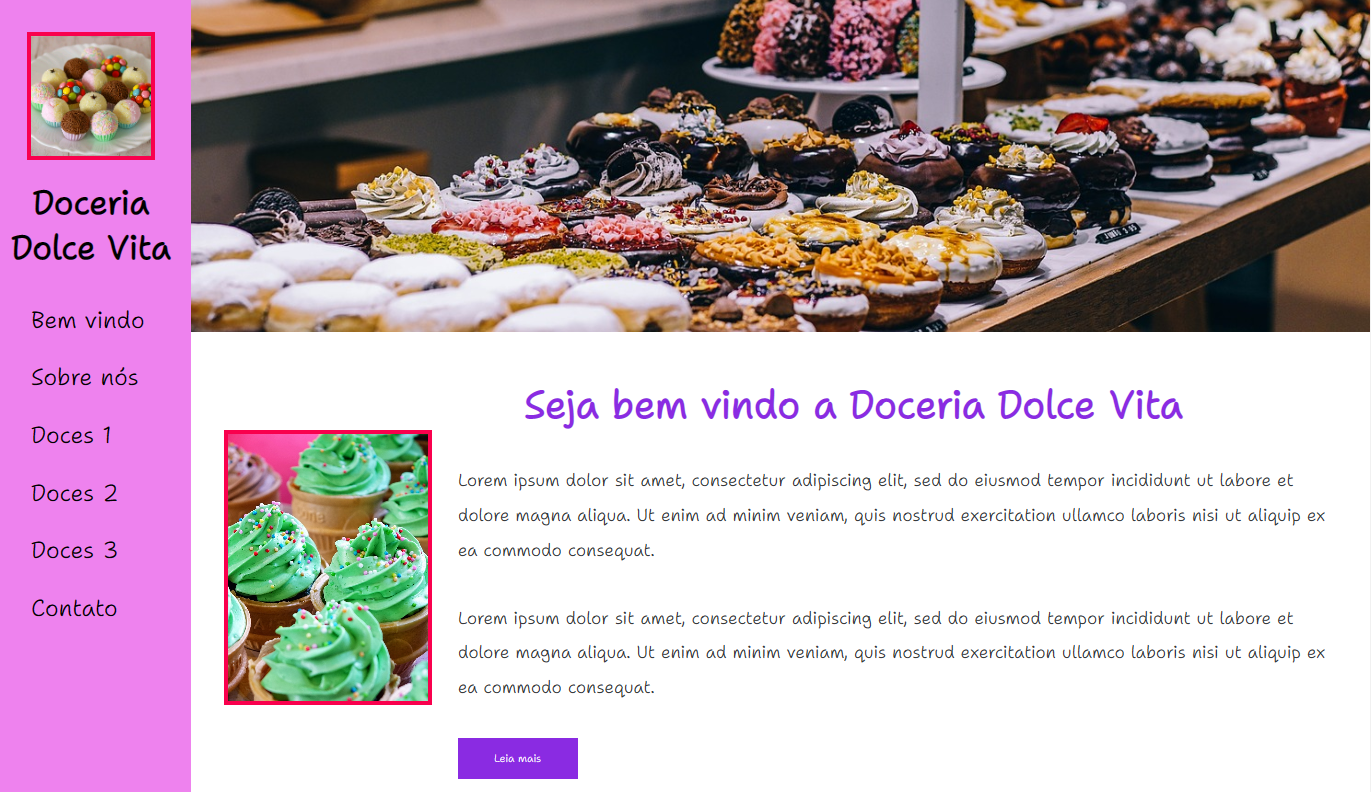 Doceria
Dolce Vita
Bem vindo
Sobre nós
Doces 1
Doces 2
Doces 3
Contato
Seja bem vindo a Doceria Dolce Vita
Lorem ipsum dolor sit amet, consectetur adipiscing elit, sed do eiusmod tempor incididunt ut labore et
dolore magna aliqua. Ut enim ad minim veniam, quis nostrud exercitation ullamco laboris nisi ut aliquip ex
ea commodo consequat.
Lorem ipsum dolor sit amet, consectetur adipiscing elit, sed do eiusmod tempor incididunt ut labore et
dolore magna aliqua. Ut enim ad minim veniam, quis nostrud exercitation ullamco laboris nisi ut aliquip ex
ea commodo consequat.
Leia mais